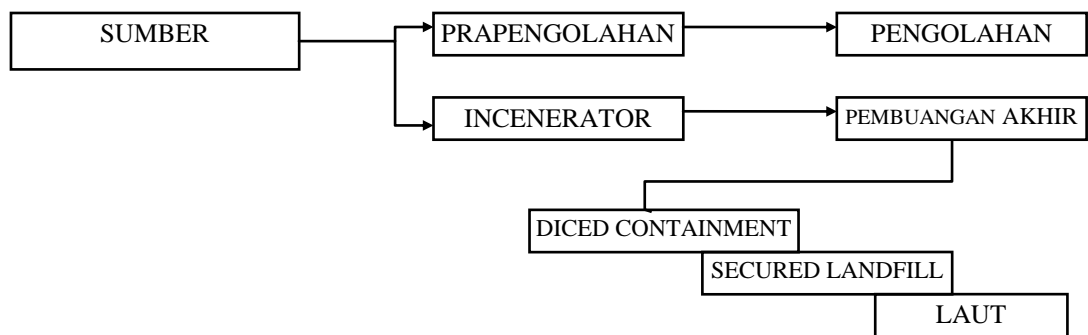 SUMBER
PRAPENGOLAHAN
PENGOLAHAN
INCENERATOR
PEMBUANGAN AKHIR
DICED CONTAINMENT
SECURED LANDFILL
LAUT